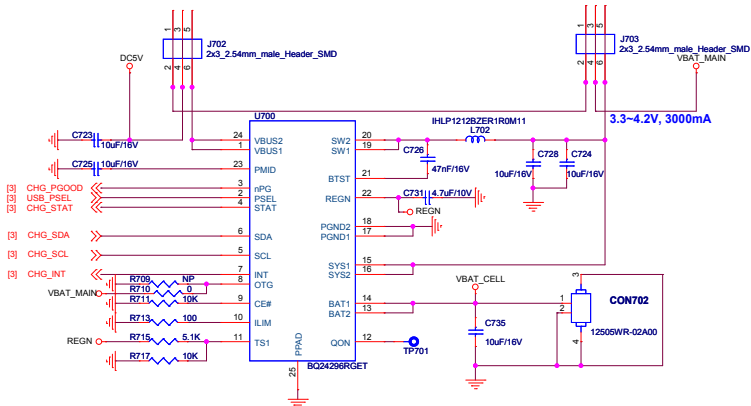 1 3 5
J702
2x3_2.54mm_male_Header_SMD
2 4 6
DC5V
1 3 5
J703
2x3_2.54mm_male_Header_SMD
2 4 6
VBAT_MAIN
3.3~4.2V, 3000mA
U700
C723
10uF/16V
C725
10uF/16V
24 VBUS2
1 VBUS1
23 PMID
[3] CHG_PGOOD 3 nPG
[3] USB_PSEL 2 PSEL
[3] CHG_STAT 4 STAT
[3] CHG_SDA 6 SDA
[3] CHG_SCL 5 SCL
[3] CHG_INT 7 INT
R709 NP 8 OTG
VBAT_MAIN R710 0
R711 10K 9 CE#
R713 100 10 ILIM
REGN R715 5.1K 11 TS1
R717 10K
PPAD
25
BQ24296RGET
SW2 20
SW1 19
BTST 21
REGN 22
PGND2 18
PGND1 17
SYS1 15
SYS2 16
BAT1 14
BAT2 13
QON 12
IHLP1212BZER1R0M11
L702
C726
47nF/16V
C728
10uF/16V
C724
10uF/16V
C731 4.7uF/10V
REGN
VBAT_CELL
C735
10uF/16V
TP701
3
1
2
4
CON702
12505WR-02A00